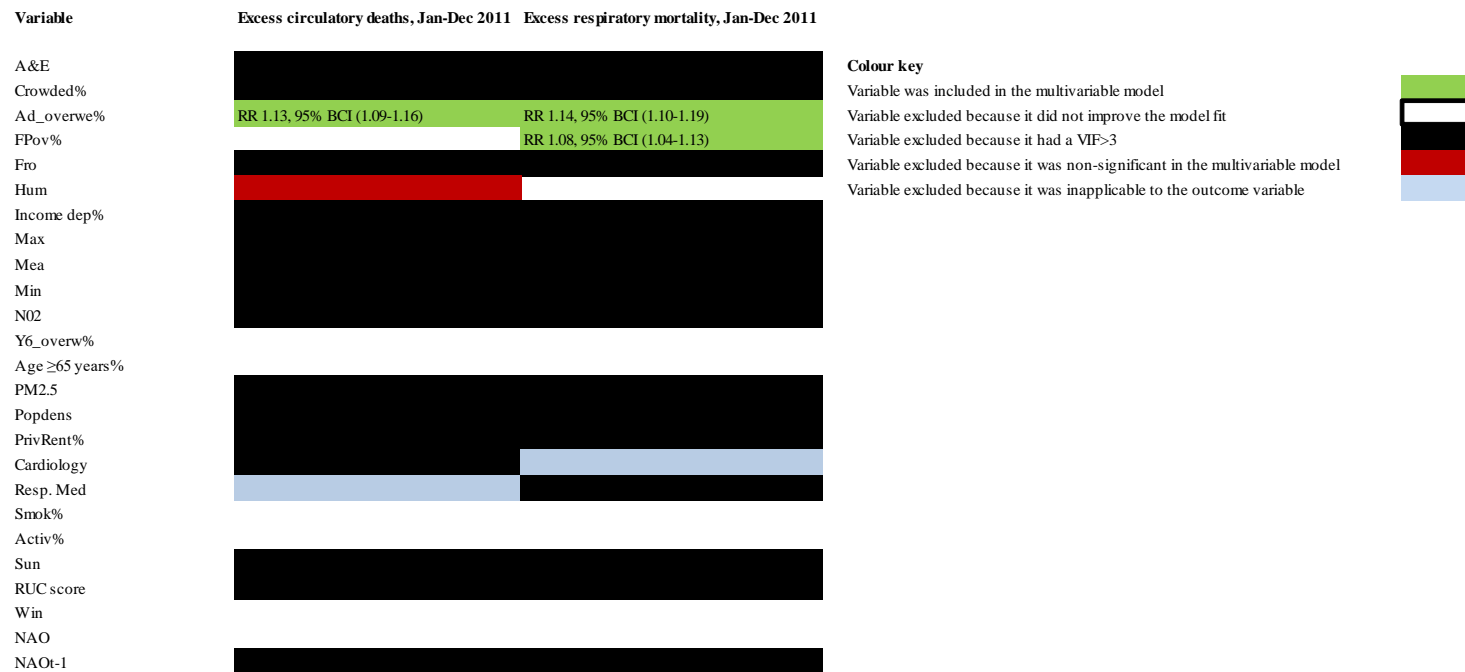 Variable Excess circulatory deaths, Jan-Dec 2011 Excess respiratory mortality, Jan-Dec 2011
A&E
Crowded%
Ad_overwe% RR 1.13, 95% BCI (1.09-1.16) RR 1.14, 95% BCI (1.10-1.19)
FPov% RR 1.08, 95% BCI (1.04-1.13)
Fro
Hum
Income dep%
Max
Mea
Min
N02
Y6_overw%
Age ≥65 years%
PM2.5
Popdens
PrivRent%
Cardiology
Resp. Med
Smok%
Activ%
Sun
RUC score
Win
NAO
NAOt-1
Colour key
Variable was included in the multivariable model
Variable excluded because it did not improve the model fit
Variable excluded because it had a VIF>3
Variable excluded because it was non-significant in the multivariable model
Variable excluded because it was inapplicable to the outcome variable